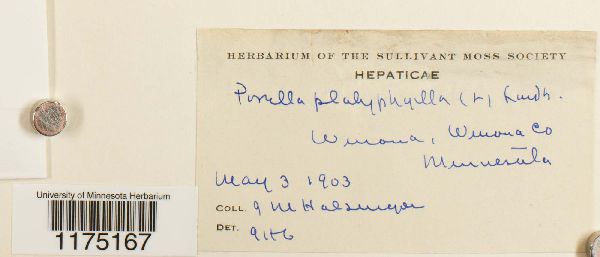 HERBARIUM OF THE SULLIVANT MOSS SOCIETY
HEPATICAE
Porella platyphylla (L) Lindb.
Winona, Winona Co
Minnesota
May 3 1903
COLL. J M Holzinger
DET.
University of Minnesota Herbarium
1175167